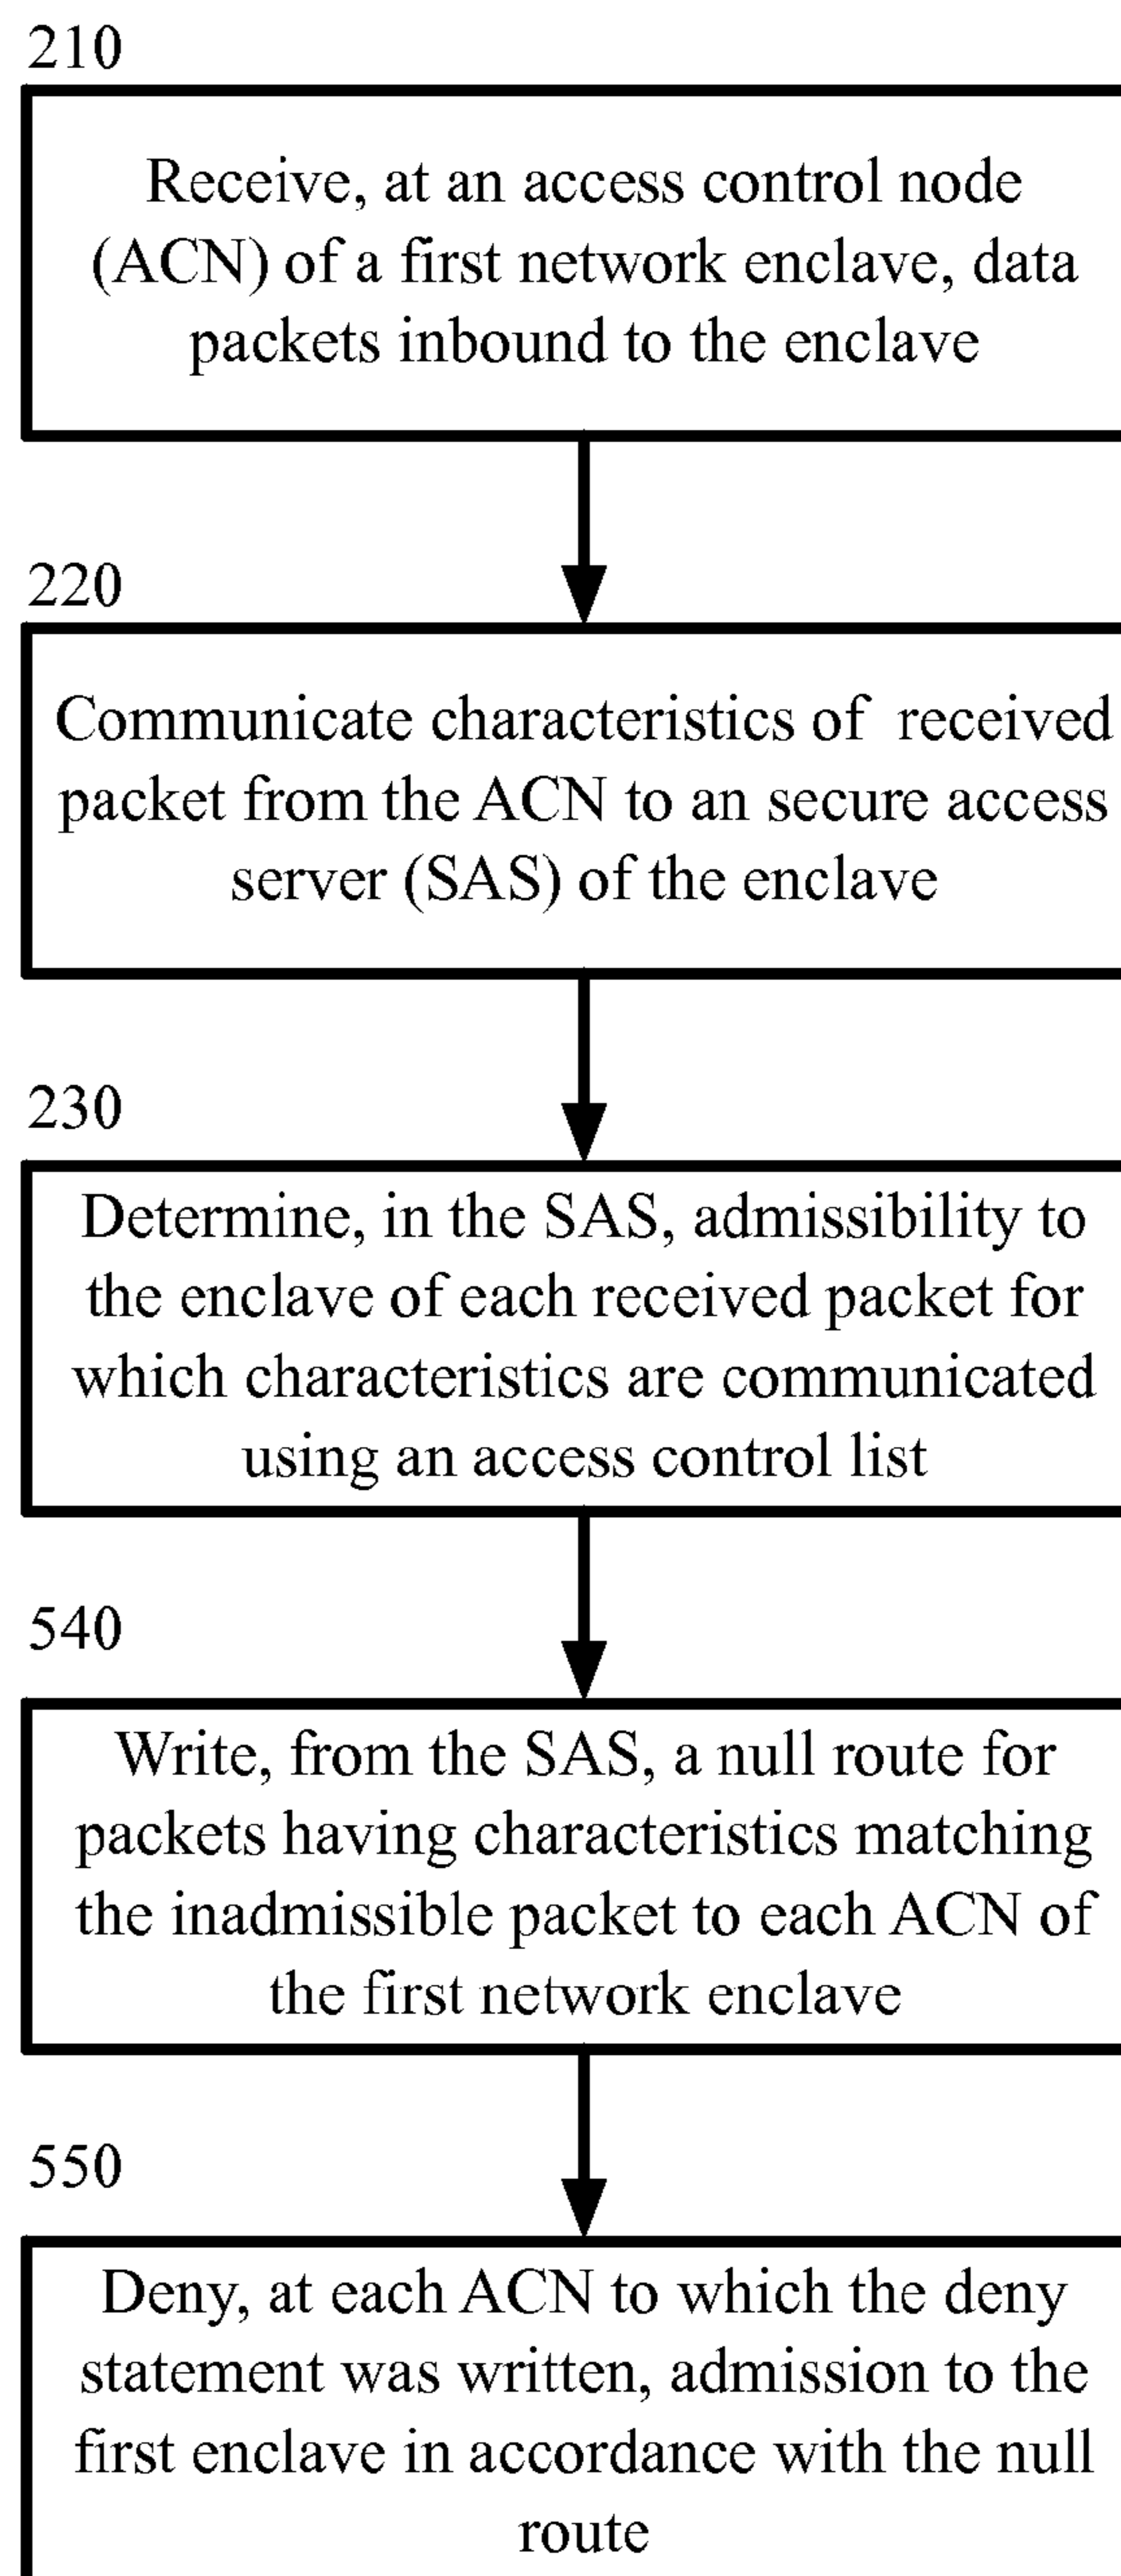 210
Receive, at an access control node
(ACN) of a first network enclave, data
packets inbound to the enclave
220
Communicate characteristics of received
packet from the ACN to an secure access
server (SAS) of the enclave
230
Determine, in the SAS, admissibility to
the enclave of each received packet for
which characteristics are communicated
using an access control list
540
Write, from the SAS, a null route for
packets having characteristics matching
the inadmissible packet to each ACN of
the first network enclave
550
Deny, at each ACN to which the deny
statement was written, admission to the
first enclave in accordance with the null
route